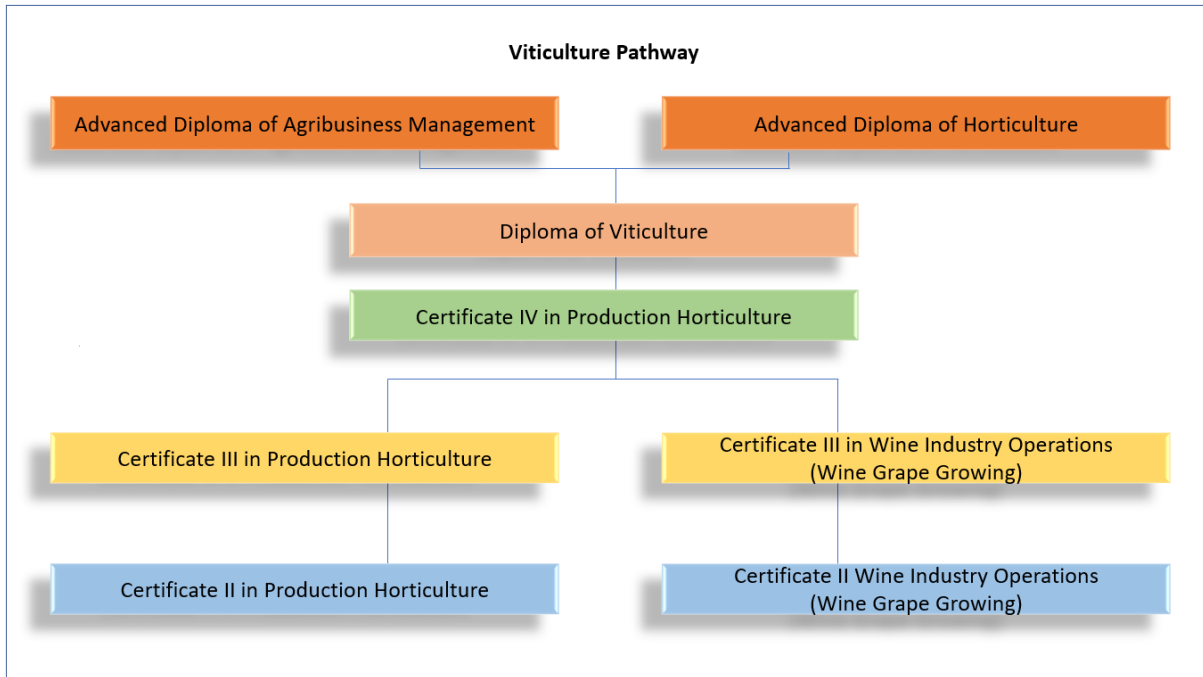 Viticulture Pathway
Advanced Diploma of Agribusiness Management
Advanced Diploma of Horticulture
Diploma of Viticulture
Certificate IV in Production Horticulture
Certificate III in Production Horticulture
Certificate III in Wine Industry Operations
(Wine Grape Growing)
Certificate II in Production Horticulture
Certificate II Wine Industry Operations
(Wine Grape Growing)